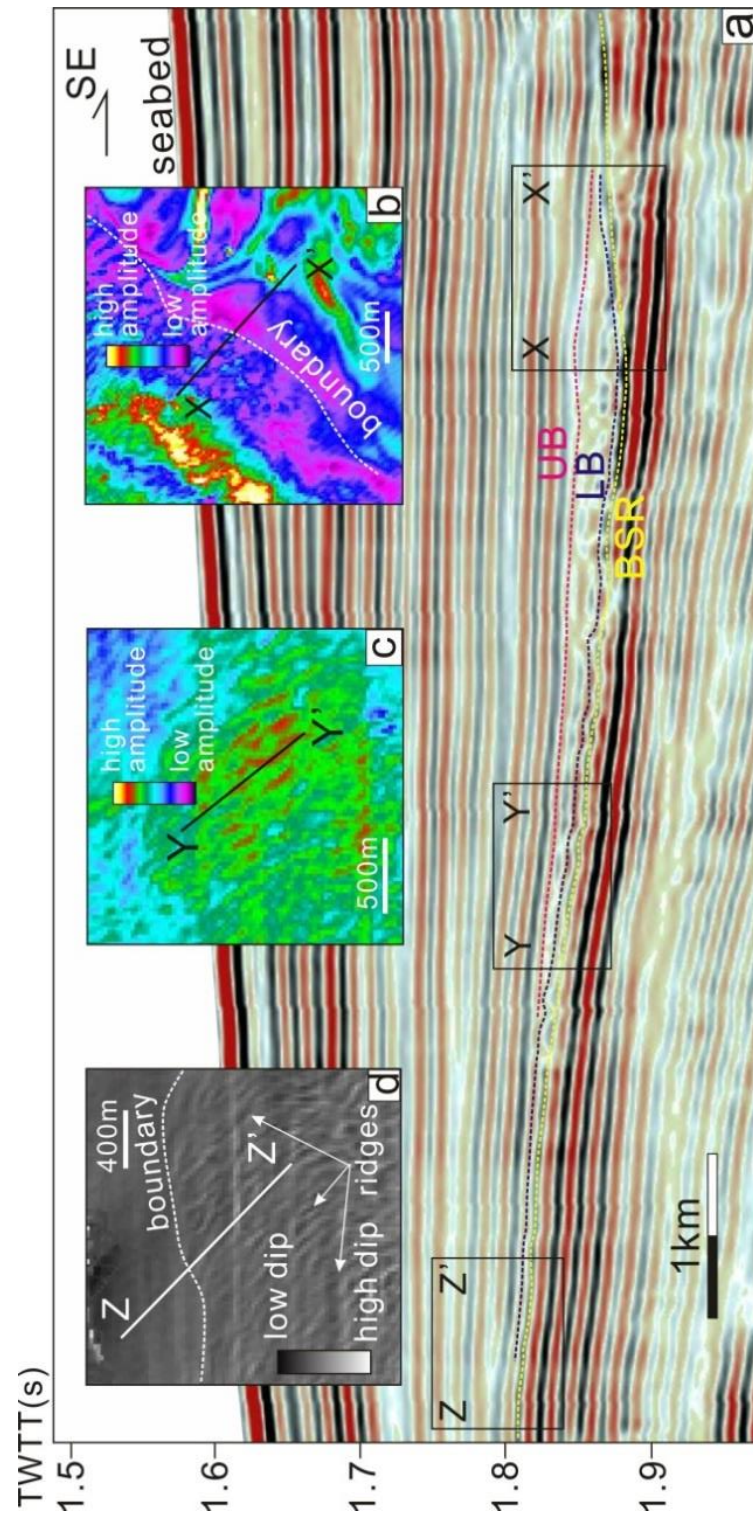 TWTT(s)
1.5
1.6
1.7
1.8
1.9
SE
seabed
Z
400m
boundary
Z'
low dip
high dip
ridges
d
high
amplitude
low
amplitude
Y
Y'
500m
c
high
amplitude
low
amplitude
X
X'
boundary
500m
b
Z
Z'
Y
Y'
X
X'
UB
LB
BSR
1km
a